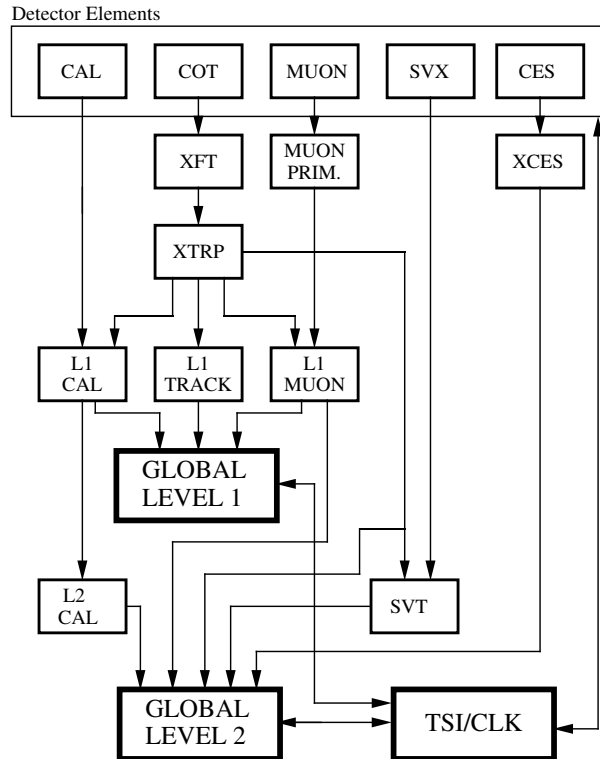 Detector Elements
CAL
COT
MUON
SVX
CES
XFT
MUON
PRIM.
XCES
XTRP
L1
CAL
L1
TRACK
L1
MUON
GLOBAL
LEVEL 1
L2
CAL
SVT
GLOBAL
LEVEL 2
TSI/CLK